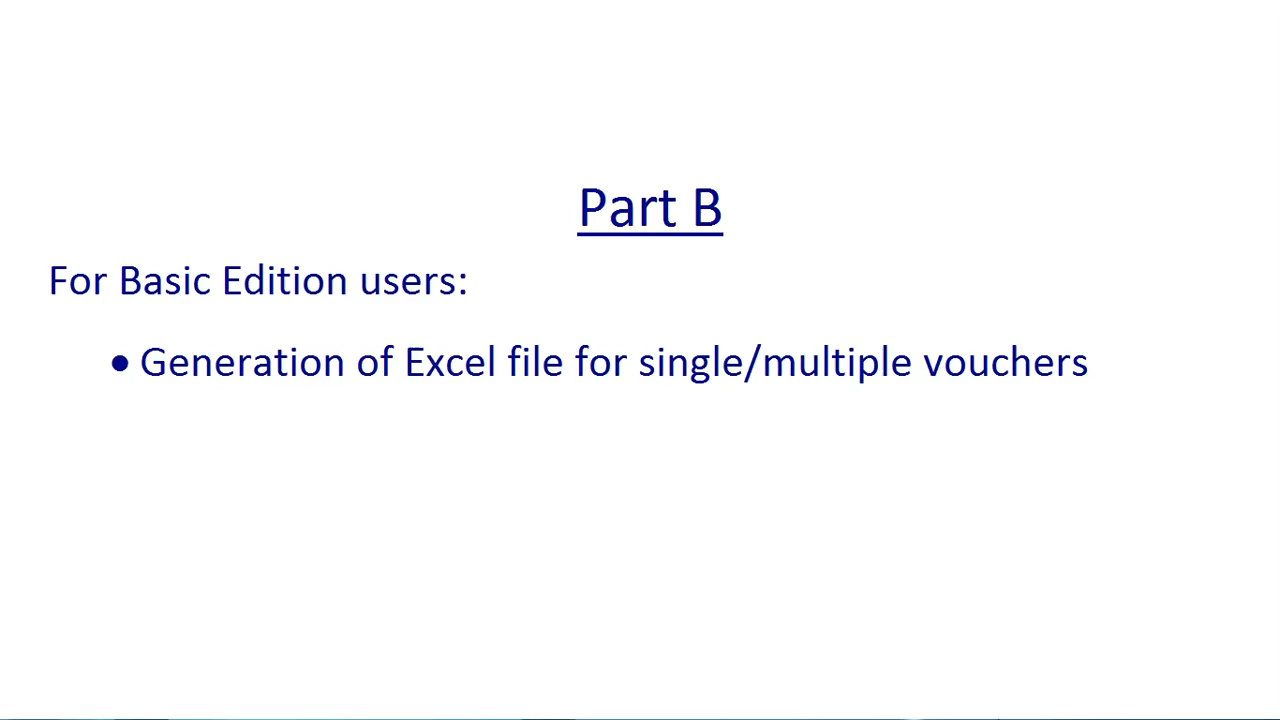 Part B
For Basic Edition users:
• Generation of Excel file for single/multiple vouchers